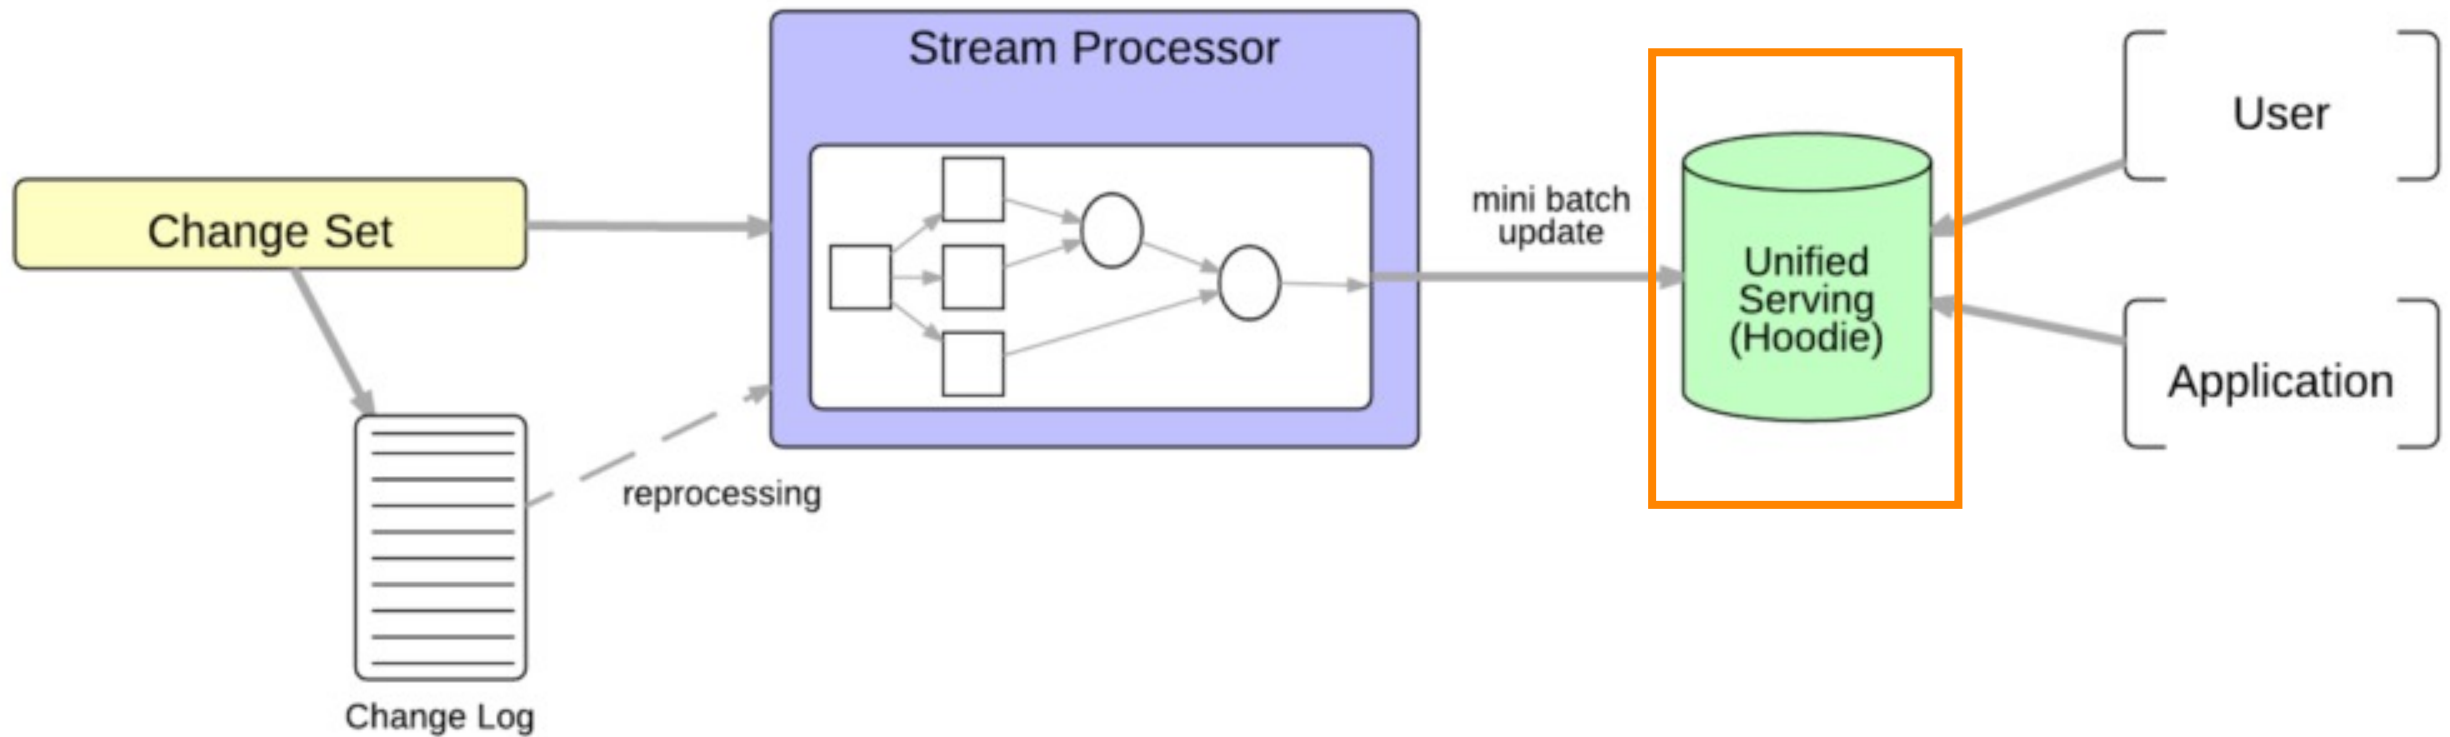 Stream Processor
Change Set
mini batch
update
Unified
Serving
(Hoodie)
User
Application
reprocessing
Change Log